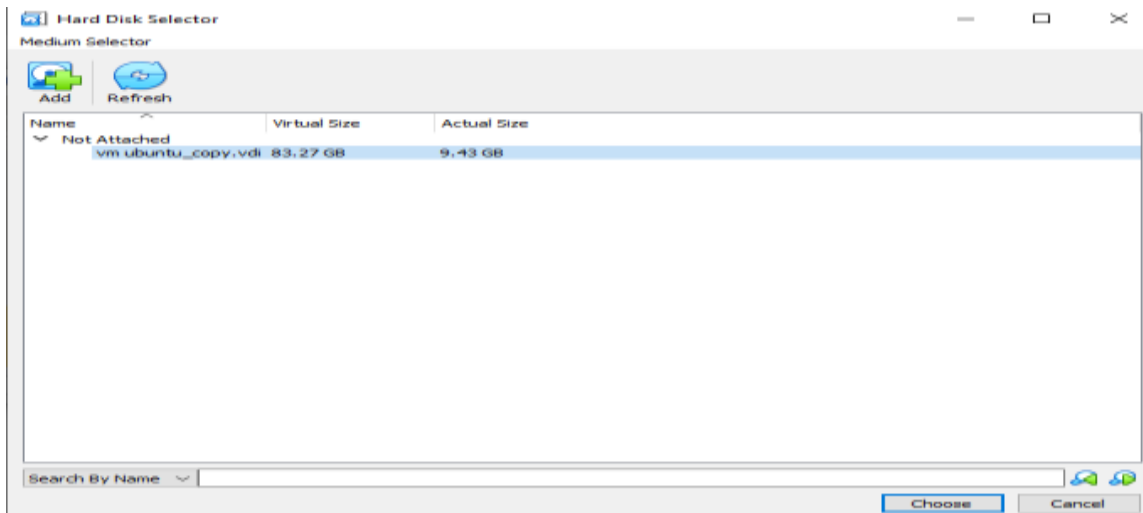 Hard Disk Selector
Medium Selector
Add Refresh
Name Virtual Size Actual Size
Not Attached
vm ubuntu_copy.vdi 83.27 GB 9.43 GB
Search By Name
Choose Cancel